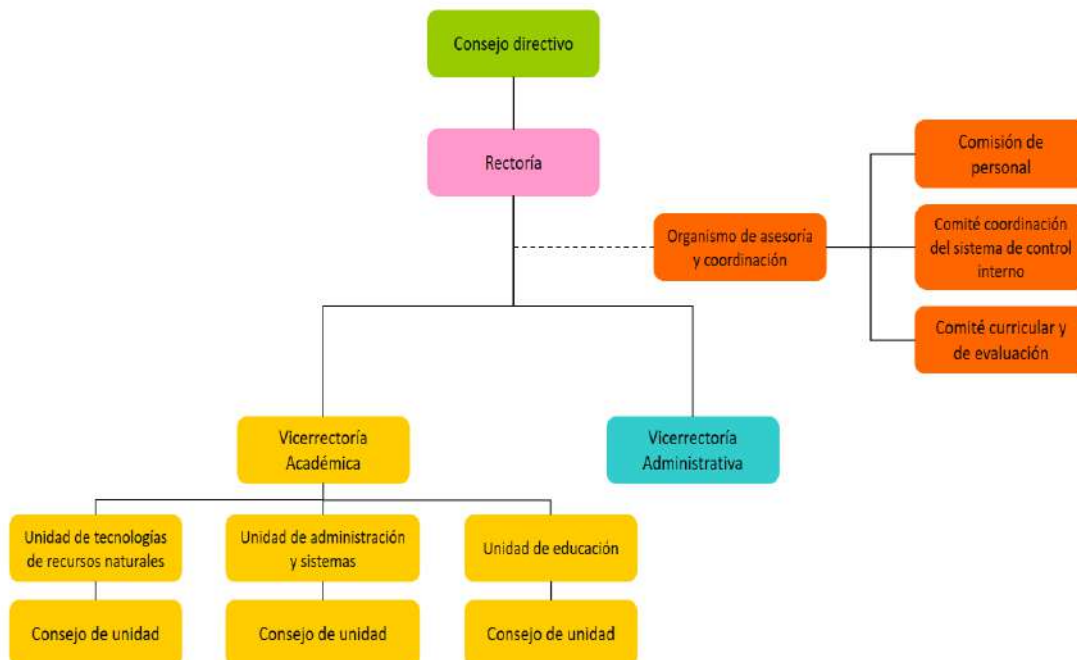 Consejo directivo
Rectoría
Comisión de
personal
Organismo de asesoría
y coordinación
Comité coordinación
del sistema de control
interno
Comité curricular y
de evaluación
Vicerrectoría
Académica
Vicerrectoría
Administrativa
Unidad de tecnologías
de recursos naturales
Unidad de administración
y sistemas
Unidad de educación
Consejo de unidad
Consejo de unidad
Consejo de unidad